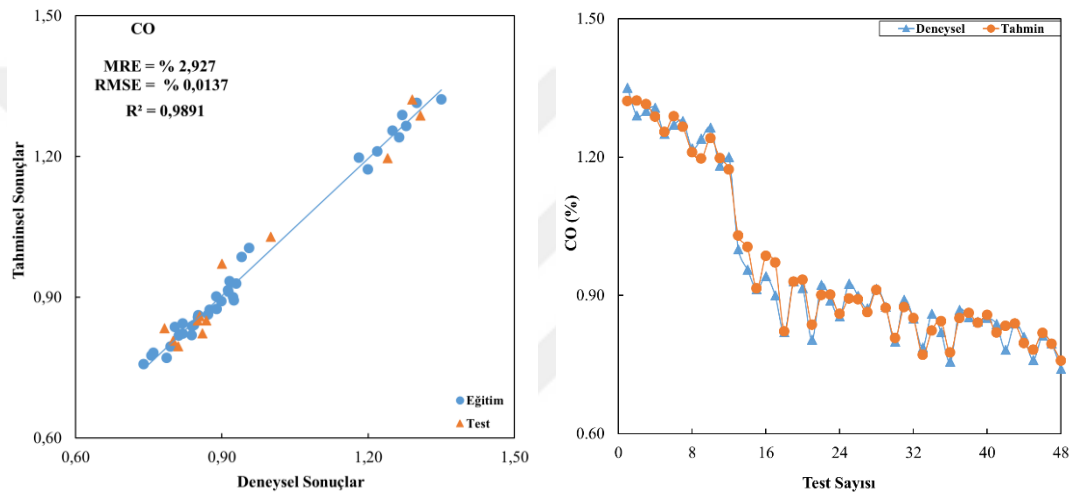 1,50
1,20
0,90
0,60
Tahminsel Sonuçlar
CO
MRE = % 2,927
RMSE = % 0,0137
R² = 0,9891
Eğitim
Test
0,60 0,90 1,20 1,50
Deneysel Sonuçlar
1.50
1.20
0.90
0.60
CO (%)
Deneysel Tahmin
0 8 16 24 32 40 48
Test Sayısı